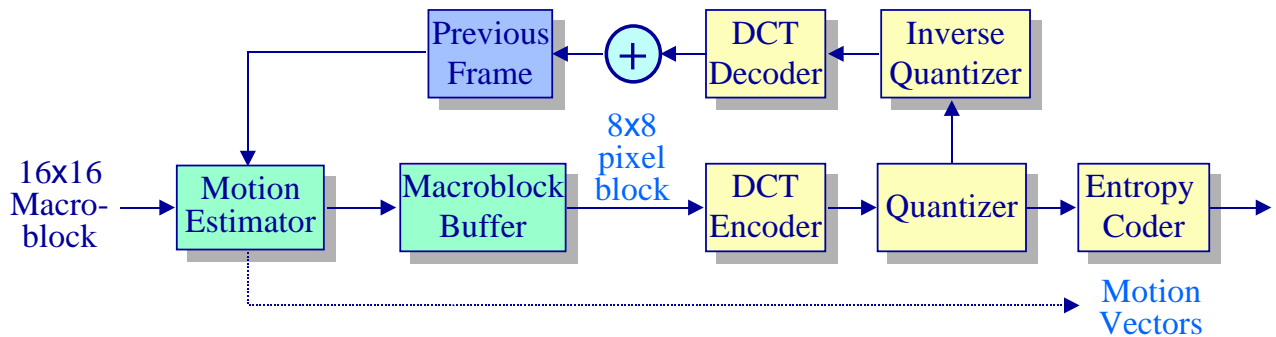 Previous
Frame
+
DCT
Decoder
Inverse
Quantizer
16x16
Macro-
block
Motion
Estimator
Macroblock
Buffer
8x8
pixel
block
DCT
Encoder
Quantizer
Entropy
Coder
Motion
Vectors